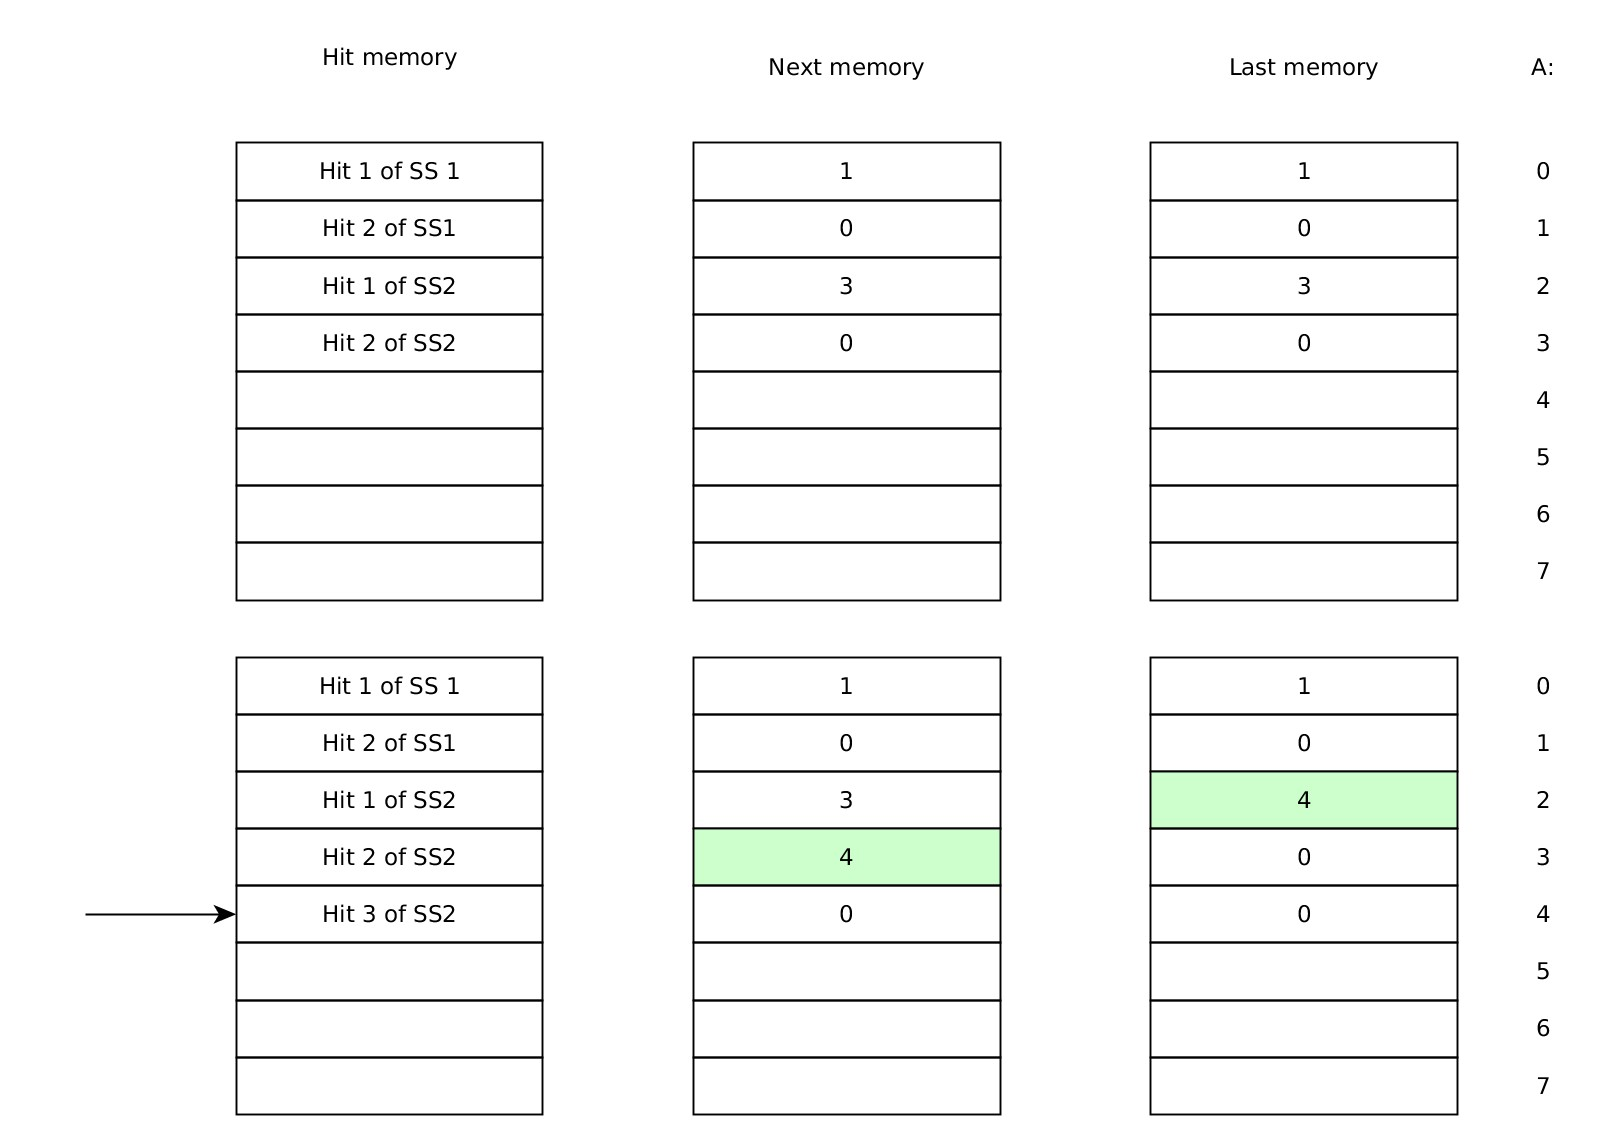 Hit memory Next memory Last memory A:
Hit 1 of SS 1 1 1 0
Hit 2 of SS1 0 0 1
Hit 1 of SS2 3 3 2
Hit 2 of SS2 0 0 3
4
5
6
7
Hit 1 of SS 1 1 1 0
Hit 2 of SS1 0 0 1
Hit 1 of SS2 3 4 2
Hit 2 of SS2 4 0 3
Hit 3 of SS2 0 0 4
5
6
7